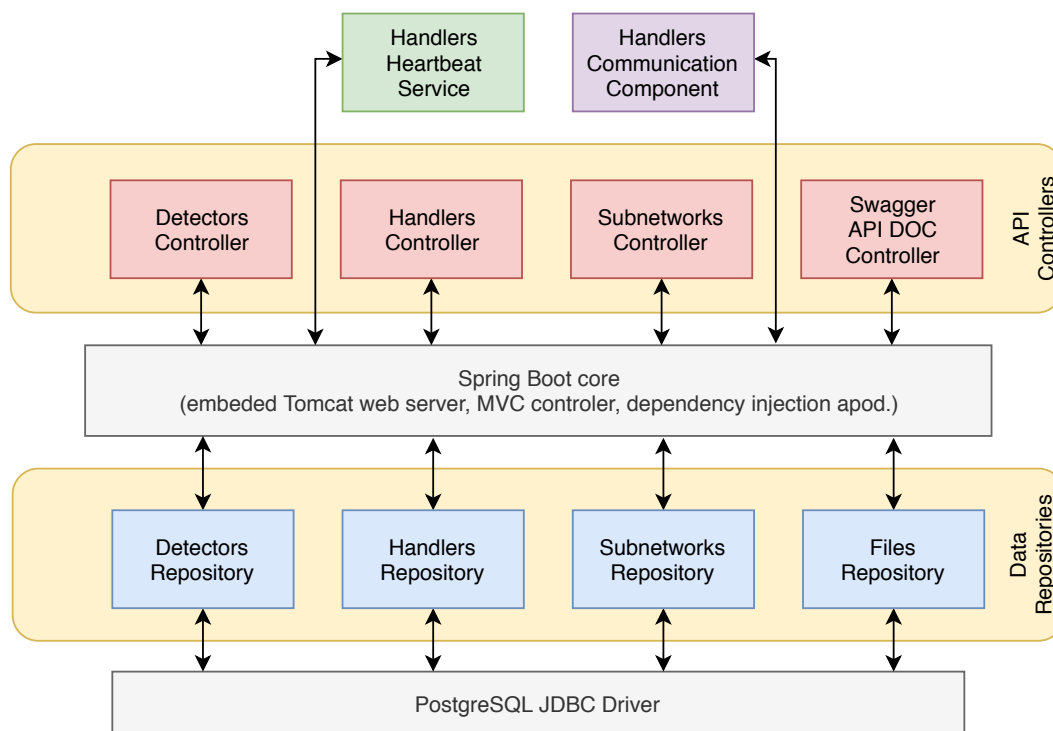 Handlers
Heartbeat
Service
Handlers
Communication
Component
Detectors
Controller
Handlers
Controller
Subnetworks
Controller
Swagger
API DOC
Controller
API
Controllers
Spring Boot core
(embeded Tomcat web server, MVC controler, dependency injection apod.)
Detectors
Repository
Handlers
Repository
Subnetworks
Repository
Files
Repository
Data
Repositories
PostgreSQL JDBC Driver